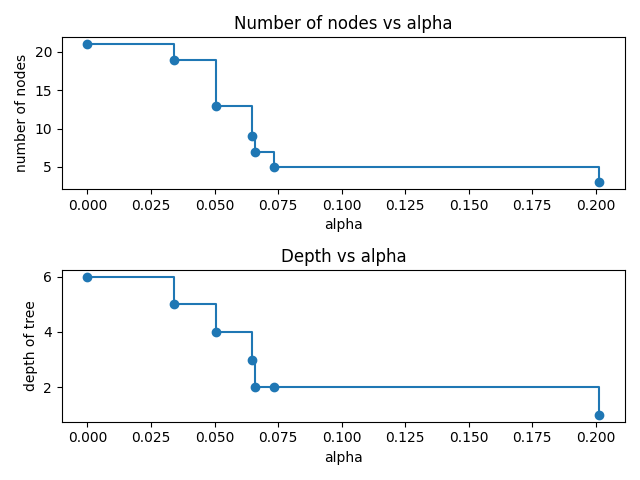 Number of nodes vs alpha
number of nodes
20
15
10
5
0.000 0.025 0.050 0.075 0.100 0.125 0.150 0.175 0.200
alpha
Depth vs alpha
depth of tree
6
4
2
0.000 0.025 0.050 0.075 0.100 0.125 0.150 0.175 0.200
alpha